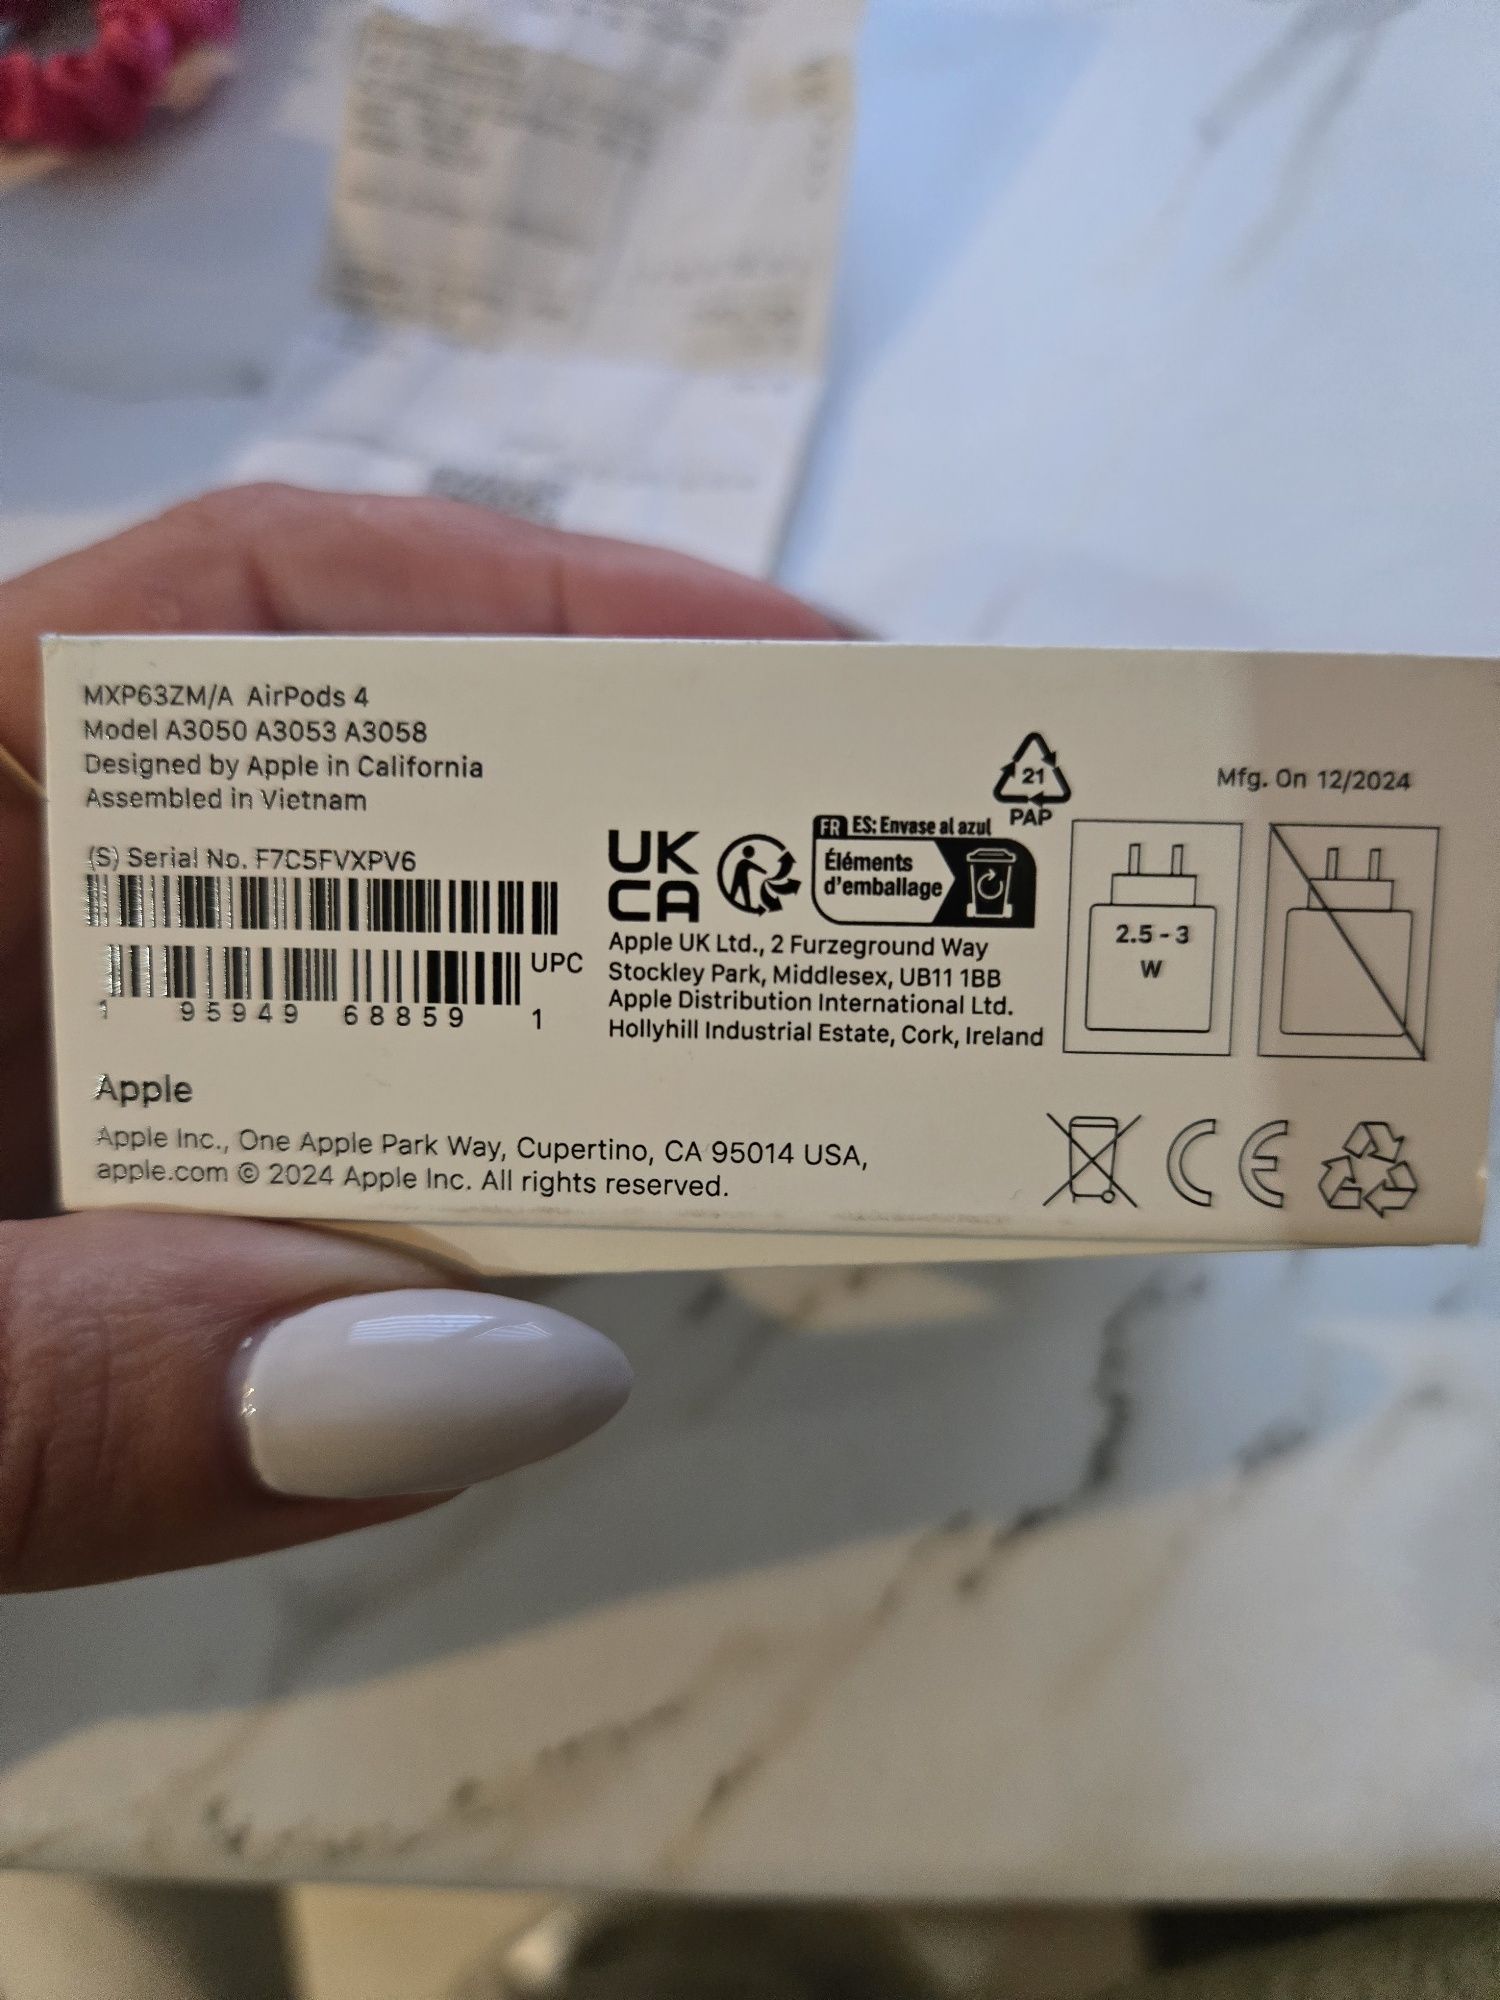 MXP63ZM/A AirPods 4
Model A3050 A3053 A3058
Designed by Apple in California
Assembled in Vietnam
(S) Serial No. F7C5FVXPV6
UPC
1 95949 68859 1
UK
CA
FR ES: Envase al azul
Éléments
d'emballage
21
PAP
Apple UK Ltd., 2 Furzeground Way
Stockley Park, Middlesex, UB11 1BB
Apple Distribution International Ltd.
Hollyhill Industrial Estate, Cork, Ireland
Mfg. On 12/2024
2.5 - 3
W
Apple
Apple Inc., One Apple Park Way, Cupertino, CA 95014 USA,
apple.com © 2024 Apple Inc. All rights reserved.
CE